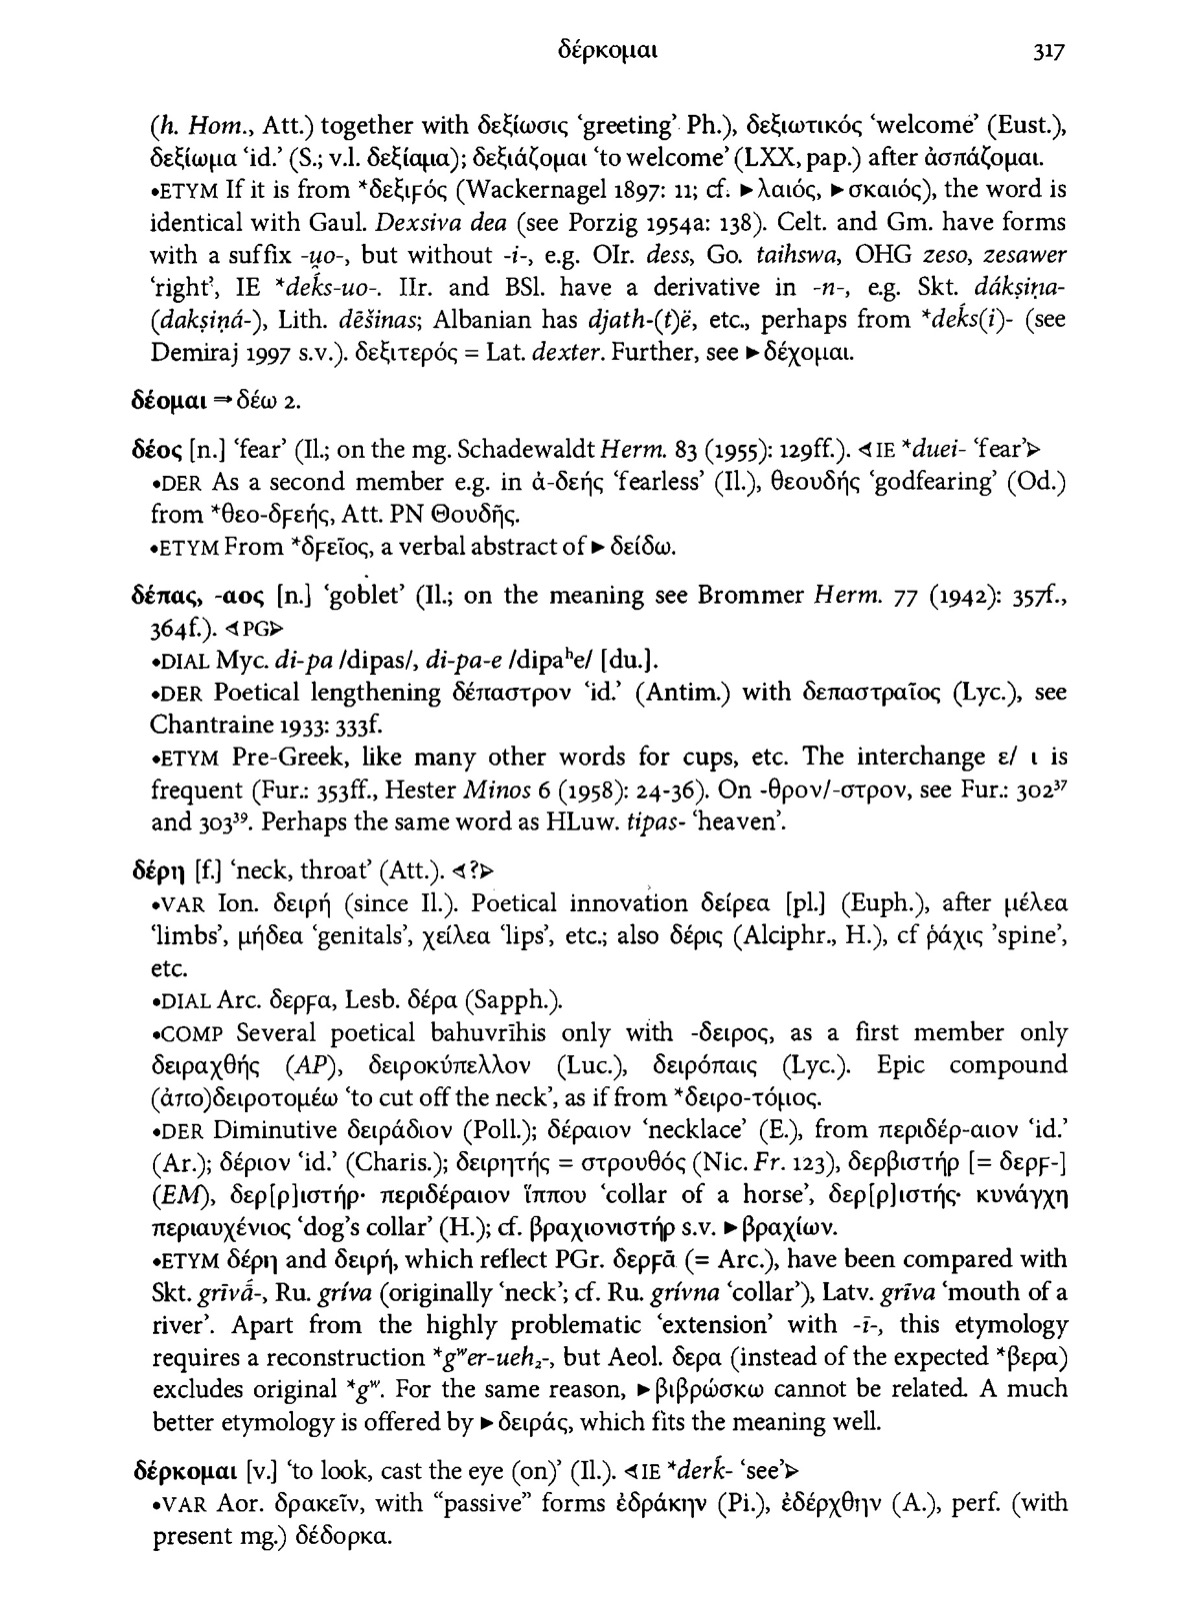 δέρκομαι 317
(h. Hom., Att.) together with δεξίωσις ‘greeting’ Ph.), δεξιωτικός ‘welcome’ (Eust.),
δεξίωμα ‘id.’ (S.; v.l. δεξίαμα); δεξιάζομαι ‘to welcome’ (LXX, pap.) after ἀσπάζομαι.
•ETYM If it is from *δεξιϝός (Wackernagel 1897: 11; cf. ►λαιός, ►σκαιός), the word is
identical with Gaul. Dexsiva dea (see Porzig 1954a: 138). Celt. and Gm. have forms
with a suffix -u̯o-, but without -i-, e.g. OIr. dess, Go. taihswa, OHG zeso, zesawer
‘right’, IE *deḱs-uo-. IIr. and BSl. have a derivative in -n-, e.g. Skt. dákṣiṇa-
(dakṣiṇá-), Lith. dẽšinas; Albanian has djath-(t)ë, etc., perhaps from *deḱs(i)- (see
Demiraj 1997 s.v.). δεξιτερός = Lat. dexter. Further, see ►δέχομαι.
δέομαι ⇒ δέω 2.
δέος [n.] ‘fear’ (Il.; on the mg. Schadewaldt Herm. 83 (1955): 129ff.). ⊲IE *duei- ‘fear’⊳
•DER As a second member e.g. in ἀ-δεής ‘fearless’ (Il.), θεουδής ‘godfearing’ (Od.)
from *θεο-δϝεής, Att. PN Θουδῆς.
•ETYM From *δϝεῖος, a verbal abstract of ►δείδω.
δέπας, -αος [n.] ‘goblet’ (Il.; on the meaning see Brommer Herm. 77 (1942): 357f.,
364f.). ⊲PG⊳
•DIAL Myc. di-pa /dipas/, di-pa-e /dipaʰe/ [du.].
•DER Poetical lengthening δέπαστρον ‘id.’ (Antim.) with δεπαστραῖος (Lyc.), see
Chantraine 1933: 333f.
•ETYM Pre-Greek, like many other words for cups, etc. The interchange ε/ ι is
frequent (Fur.: 353ff., Hester Minos 6 (1958): 24-36). On -θρον/-στρον, see Fur.: 302³⁷
and 303³⁹. Perhaps the same word as HLuw. tipas- ‘heaven’.
δέρη [f.] ‘neck, throat’ (Att.). ⊲?⊳
•VAR Ion. δειρή (since Il.). Poetical innovation δείρεα [pl.] (Euph.), after μέλεα
‘limbs’, μήδεα ‘genitals’, χείλεα ‘lips’, etc.; also δέρις (Alciphr., H.), cf ῥάχις ’spine’,
etc.
•DIAL Arc. δερϝα, Lesb. δέρα (Sapph.).
•COMP Several poetical bahuvrīhis only with -δειρος, as a first member only
δειραχθής (AP), δειροκύπελλον (Luc.), δειρόπαις (Lyc.). Epic compound
(ἀπο)δειροτομέω ‘to cut off the neck’, as if from *δειρο-τόμος.
•DER Diminutive δειράδιον (Poll.); δέραιον ‘necklace’ (E.), from περιδέρ-αιον ‘id.’
(Ar.); δέριον ‘id.’ (Charis.); δειρητής = στρουθός (Nic. Fr. 123), δερβιστήρ [= δερϝ-]
(EM), δερ[ρ]ιστήρ· περιδέραιον ἵππου ‘collar of a horse’, δερ[ρ]ιστής· κυνάγχη
περιαυχένιος ‘dog’s collar’ (H.); cf. βραχιονιστήρ s.v. ►βραχίων.
•ETYM δέρη and δειρή, which reflect PGr. δερϝᾱ (= Arc.), have been compared with
Skt. grīvā́-, Ru. gríva (originally ‘neck’; cf. Ru. grívna ‘collar’), Latv. grīva ‘mouth of a
river’. Apart from the highly problematic ‘extension’ with -ī-, this etymology
requires a reconstruction *gʷer-ueh₂-, but Aeol. δερα (instead of the expected *βερα)
excludes original *gʷ. For the same reason, ►βιβρώσκω cannot be related. A much
better etymology is offered by ►δειράς, which fits the meaning well.
δέρκομαι [v.] ‘to look, cast the eye (on)’ (Il.). ⊲IE *derḱ- ‘see’⊳
•VAR Aor. δρακεῖν, with “passive” forms ἐδράκην (Pi.), ἐδέρχθην (A.), perf. (with
present mg.) δέδορκα.